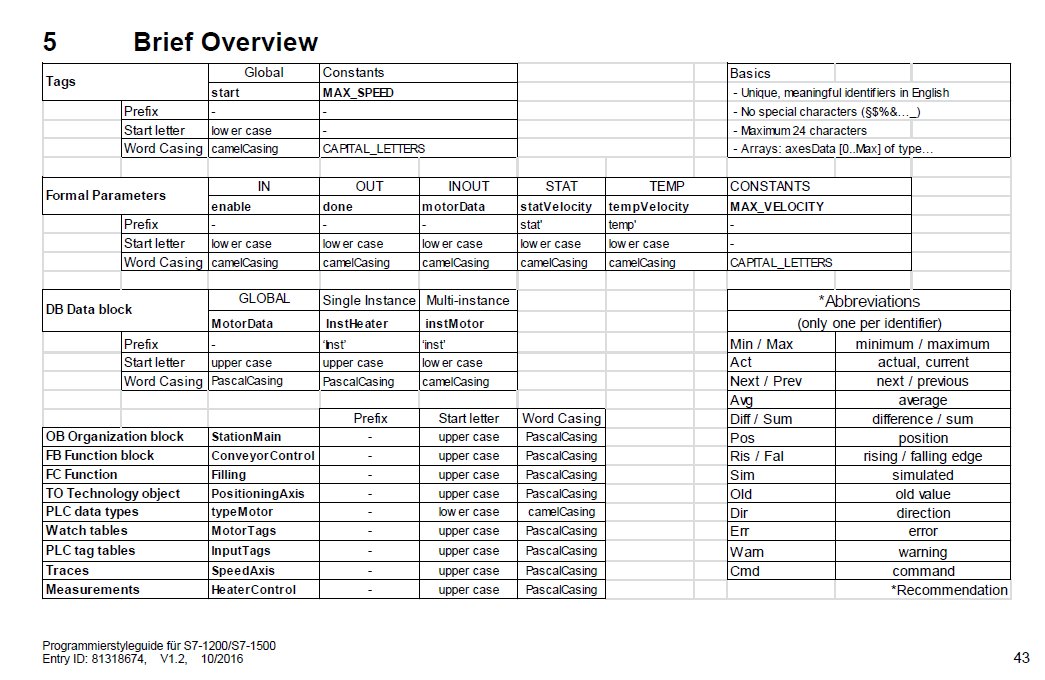 5 Brief Overview
Tags Global Constants
start MAX_SPEED
Prefix - -
Start letter lower case -
Word Casing camelCasing CAPITAL_LETTERS
Basics
- Unique, meaningful identifiers in English
- No special characters (§$%&…_)
- Maximum 24 characters
- Arrays: axesData [0..Max] of type…
Formal Parameters IN OUT INOUT STAT TEMP CONSTANTS
enable done motorData statVelocity tempVelocity MAX_VELOCITY
Prefix - - - stat' temp' -
Start letter lower case lower case lower case lower case lower case -
Word Casing camelCasing camelCasing camelCasing camelCasing camelCasing CAPITAL_LETTERS
DB Data block GLOBAL Single Instance Multi-instance
MotorData InstHeater instMotor
Prefix - ‘Inst’ ‘inst’
Start letter upper case upper case lower case
Word Casing PascalCasing PascalCasing camelCasing
Prefix Start letter Word Casing
OB Organization block StationMain - upper case PascalCasing
FB Function block ConveyorControl - upper case PascalCasing
FC Function Filling - upper case PascalCasing
TO Technology object PositioningAxis - upper case PascalCasing
PLC data types typeMotor - lower case camelCasing
Watch tables MotorTags - upper case PascalCasing
PLC tag tables InputTags - upper case PascalCasing
Traces SpeedAxis - upper case PascalCasing
Measurements HeaterControl - upper case PascalCasing
*Abbreviations
(only one per identifier)
Min / Max minimum / maximum
Act actual, current
Next / Prev next / previous
Avg average
Diff / Sum difference / sum
Pos position
Ris / Fal rising / falling edge
Sim simulated
Old old value
Dir direction
Err error
Warn warning
Cmd command
*Recommendation
Programmierstyleguide für S7-1200/S7-1500
Entry ID: 81318674, V1.2, 10/2016
43